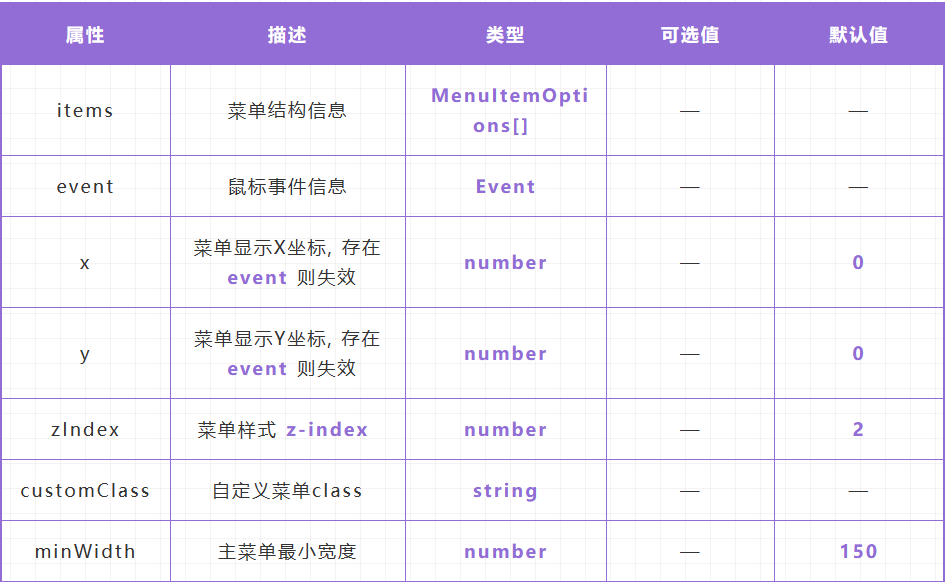 属性 描述 类型 可选值 默认值
items 菜单结构信息 MenuItemOpti — —
ons[]
event 鼠标事件信息 Event — —
x 菜单显示X坐标, 存在 number — 0
event 则失效
y 菜单显示Y坐标, 存在 number — 0
event 则失效
zIndex 菜单样式 z-index number — 2
customClass 自定义菜单class string — —
minWidth 主菜单最小宽度 number — 150